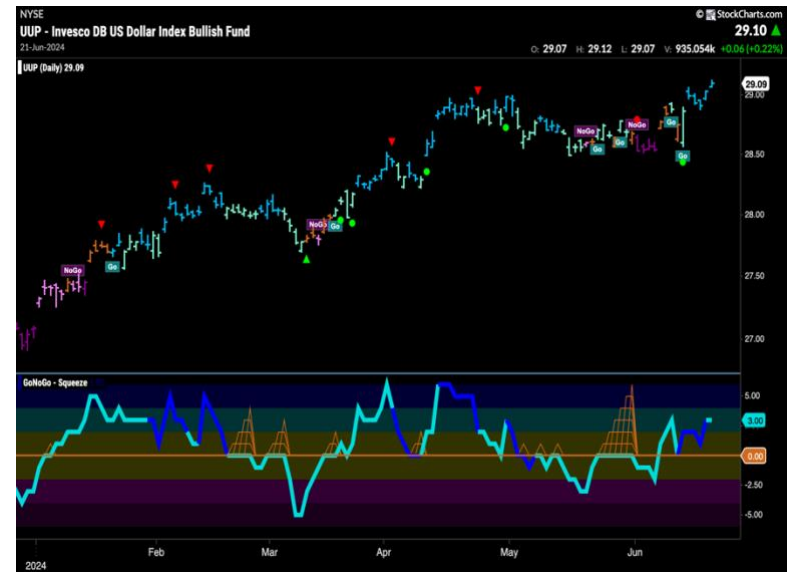 NYSE © StockCharts.com
UUP - Invesco DB US Dollar Index Bullish Fund 29.10
21-Jun-2024 O: 29.07 H: 29.12 L: 29.07 V: 935.054k +0.06 (+0.22%)
UUP (Daily) 29.09
29.09
29.00
NoGo
NoGo
Go
Go
Go
28.50
Go
28.00
NoGo
Go
NoGo
Go
27.50
27.00
GoNoGo - Squeeze
5.00
3.00
0.00
-2.50
-5.00
Feb Mar Apr May Jun
2024